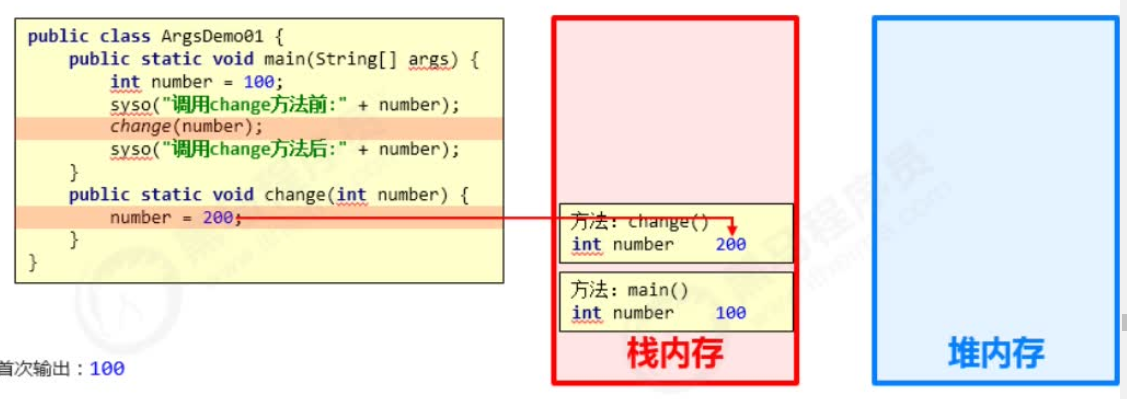 public class ArgsDemo01 {
public static void main(String[] args) {
int number = 100;
syso("调用change方法前:" + number);
change(number);
syso("调用change方法后:" + number);
}
public static void change(int number) {
number = 200;
}
}
首次输出：100
方法：change()
int number 200
方法：main()
int number 100
栈内存
堆内存